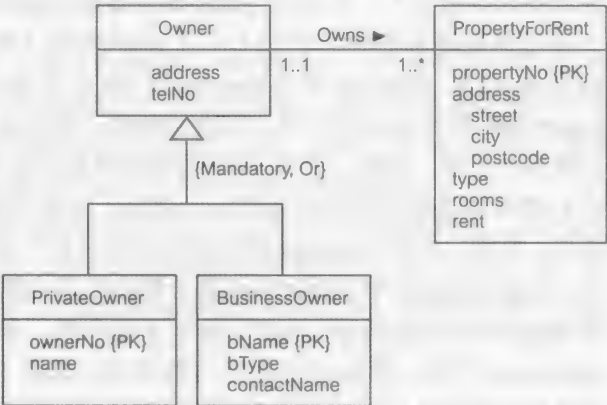 Owner
address
telNo
Owns ►
1..1
1..*
PropertyForRent
propertyNo {PK}
address
street
city
postcode
type
rooms
rent
{Mandatory, Or}
PrivateOwner
ownerNo {PK}
name
BusinessOwner
bName {PK}
bType
contactName